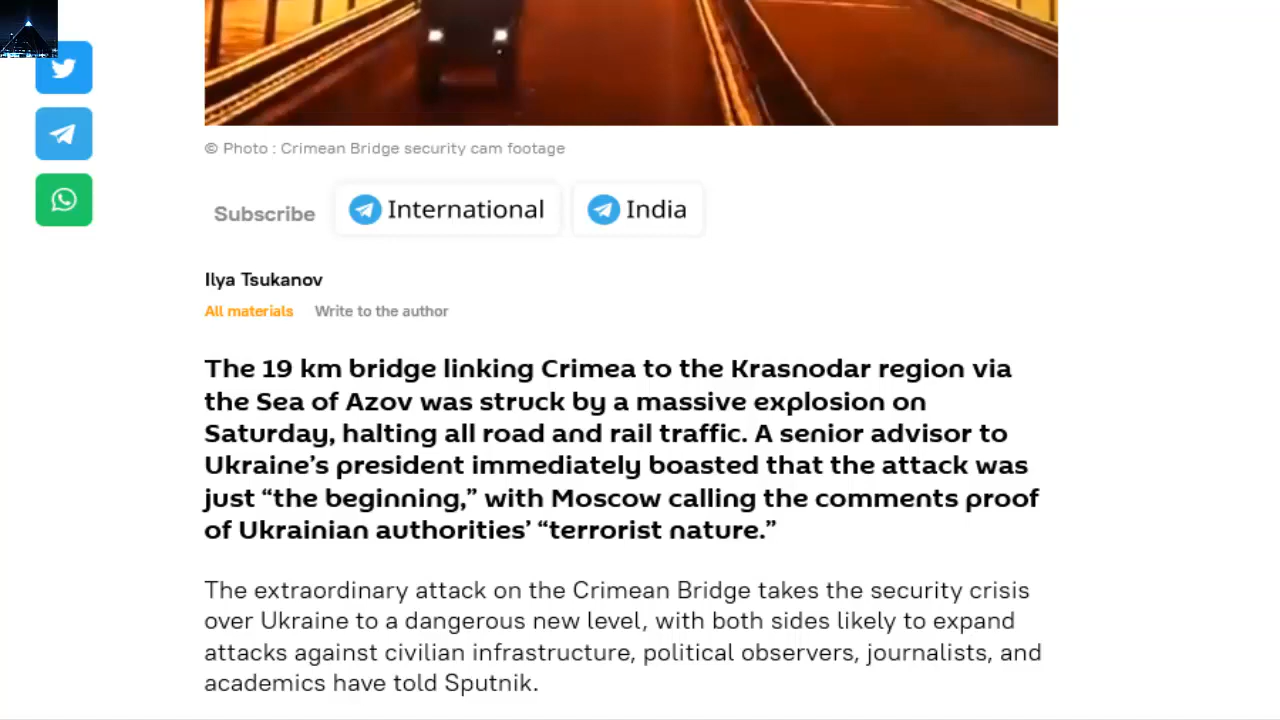 © Photo : Crimean Bridge security cam footage
Subscribe
International
India
Ilya Tsukanov
All materials
Write to the author
The 19 km bridge linking Crimea to the Krasnodar region via
the Sea of Azov was struck by a massive explosion on
Saturday, halting all road and rail traffic. A senior advisor to
Ukraine’s president immediately boasted that the attack was
just “the beginning,” with Moscow calling the comments proof
of Ukrainian authorities’ “terrorist nature.”
The extraordinary attack on the Crimean Bridge takes the security crisis
over Ukraine to a dangerous new level, with both sides likely to expand
attacks against civilian infrastructure, political observers, journalists, and
academics have told Sputnik.